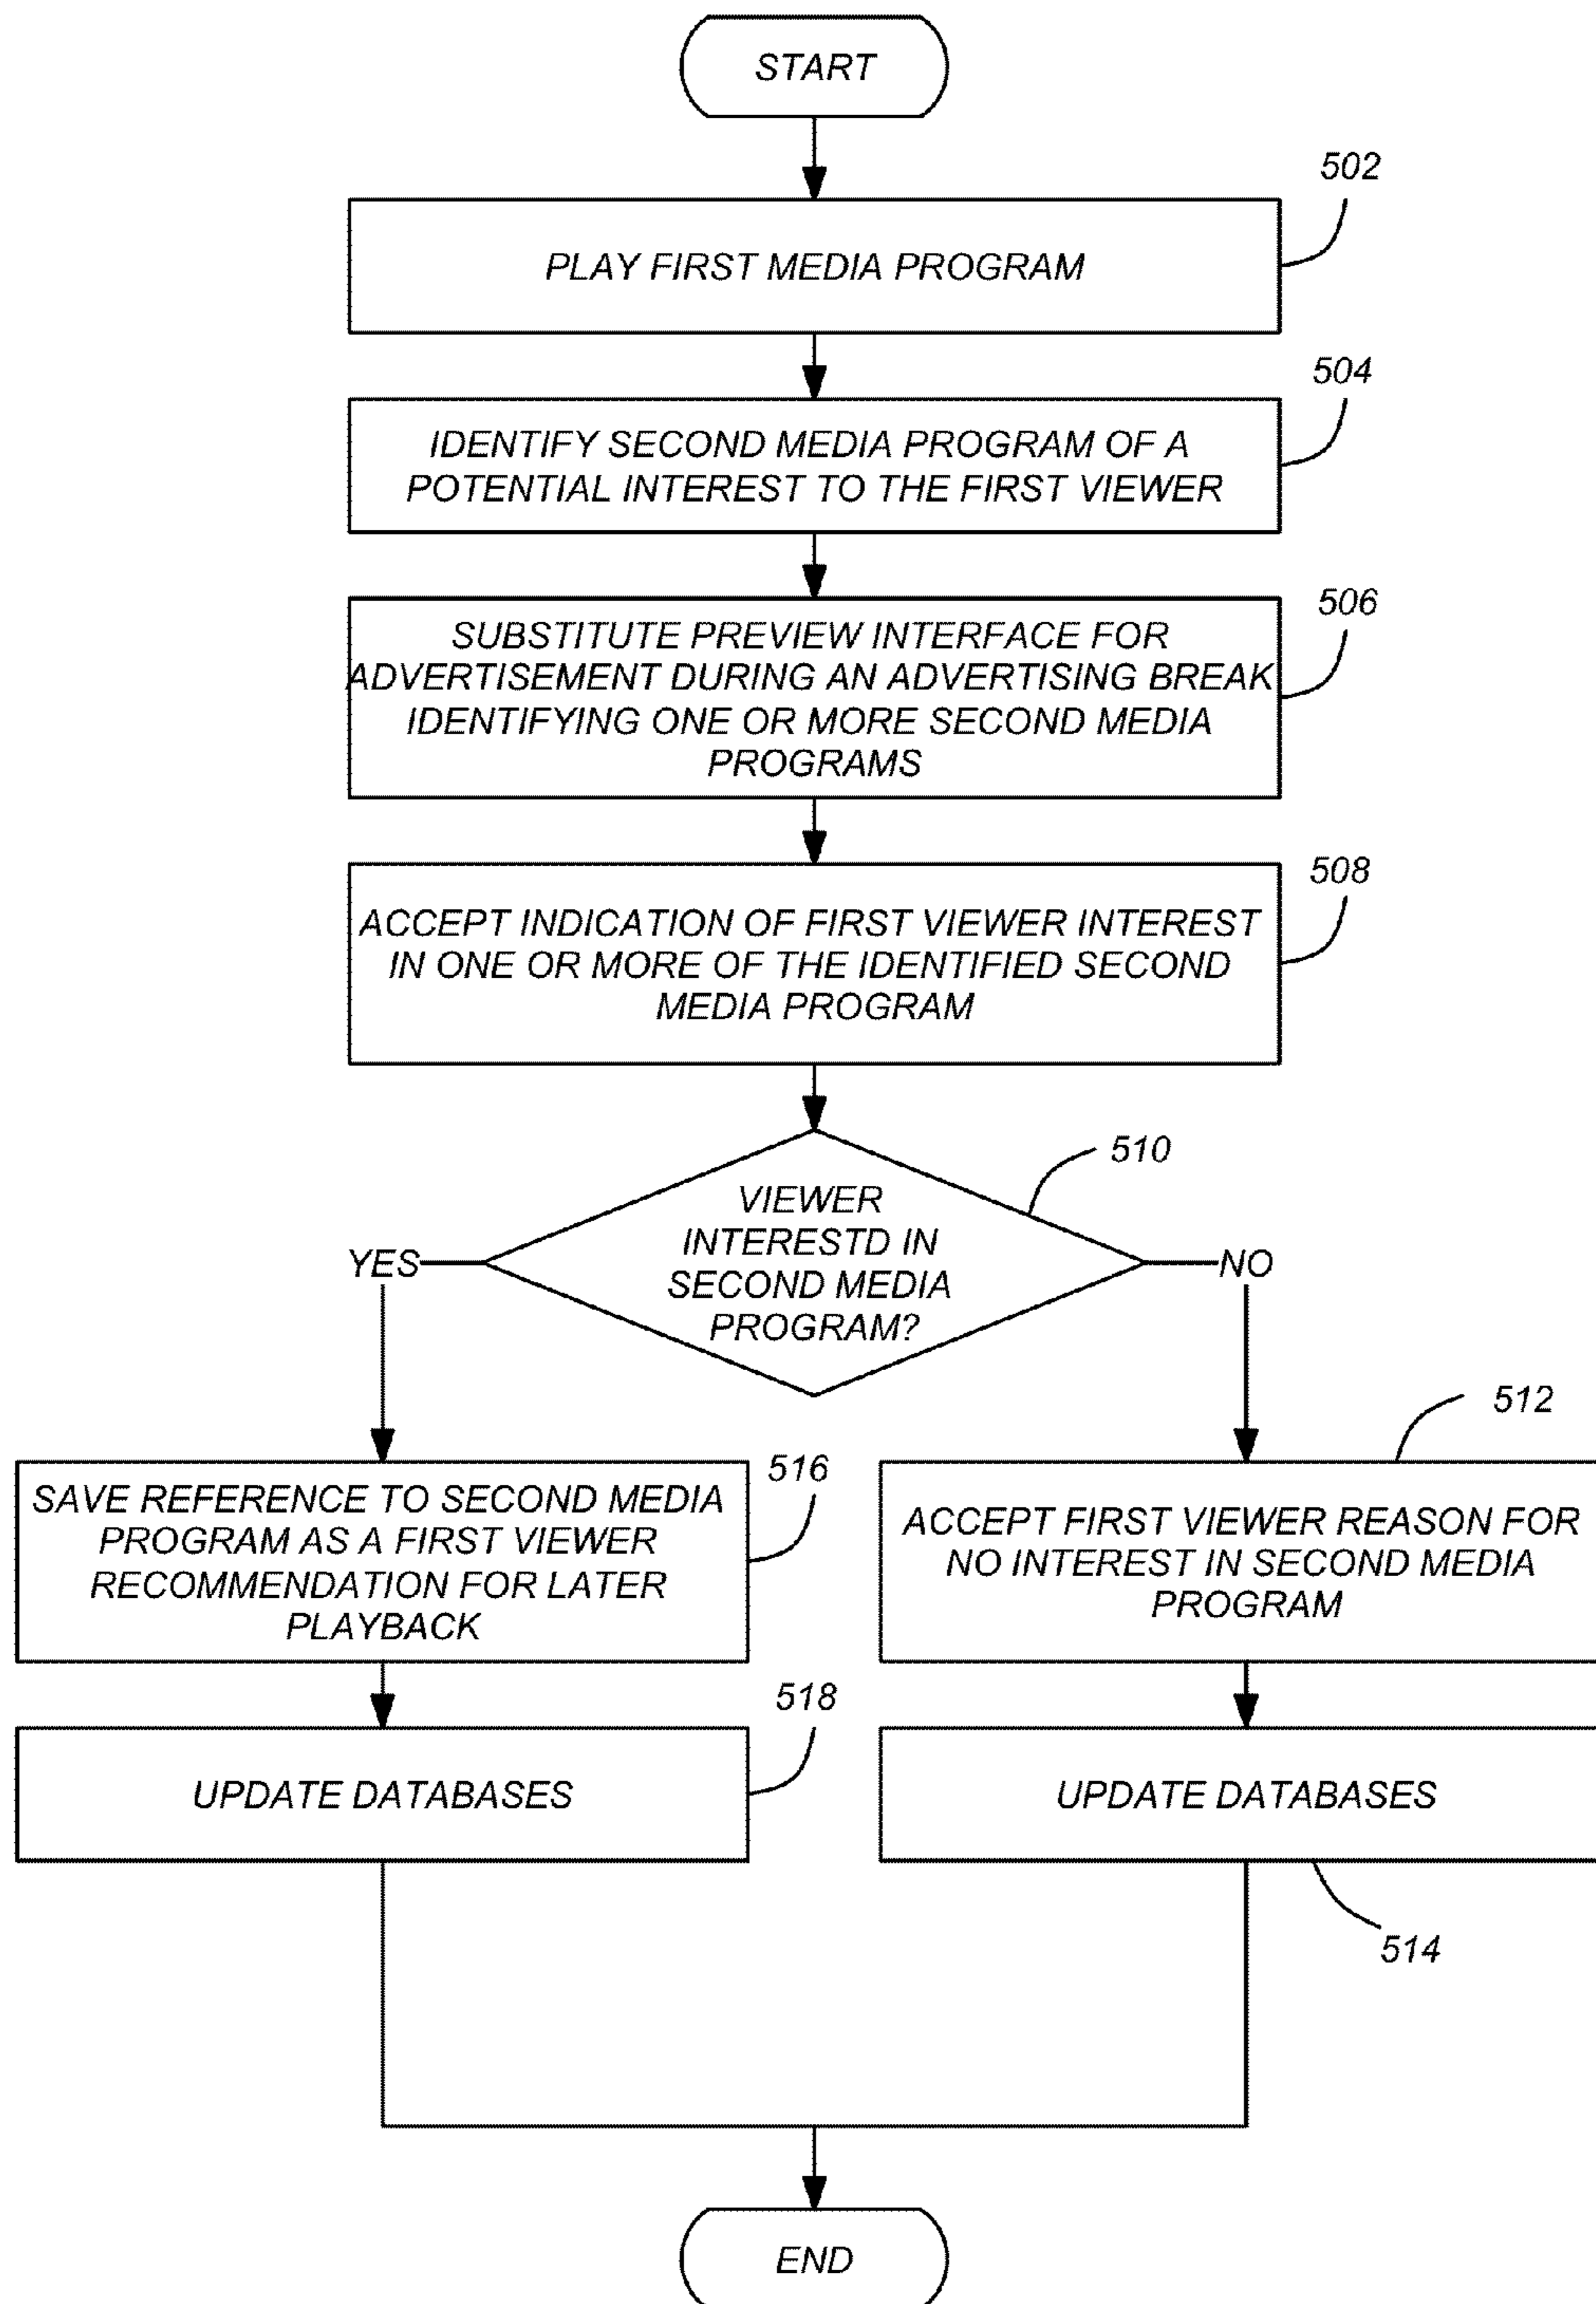 START
502
PLAY FIRST MEDIA PROGRAM
504
IDENTIFY SECOND MEDIA PROGRAM OF A
POTENTIAL INTEREST TO THE FIRST VIEWER
506
SUBSTITUTE PREVIEW INTERFACE FOR
ADVERTISEMENT DURING AN ADVERTISING BREAK
IDENTIFYING ONE OR MORE SECOND MEDIA
PROGRAMS
508
ACCEPT INDICATION OF FIRST VIEWER INTEREST
IN ONE OR MORE OF THE IDENTIFIED SECOND
MEDIA PROGRAM
510
VIEWER
INTERESTD IN
SECOND MEDIA
PROGRAM?
YES
NO
516
SAVE REFERENCE TO SECOND MEDIA
PROGRAM AS A FIRST VIEWER
RECOMMENDATION FOR LATER
PLAYBACK
512
ACCEPT FIRST VIEWER REASON FOR
NO INTEREST IN SECOND MEDIA
PROGRAM
518
UPDATE DATABASES
UPDATE DATABASES
514
END